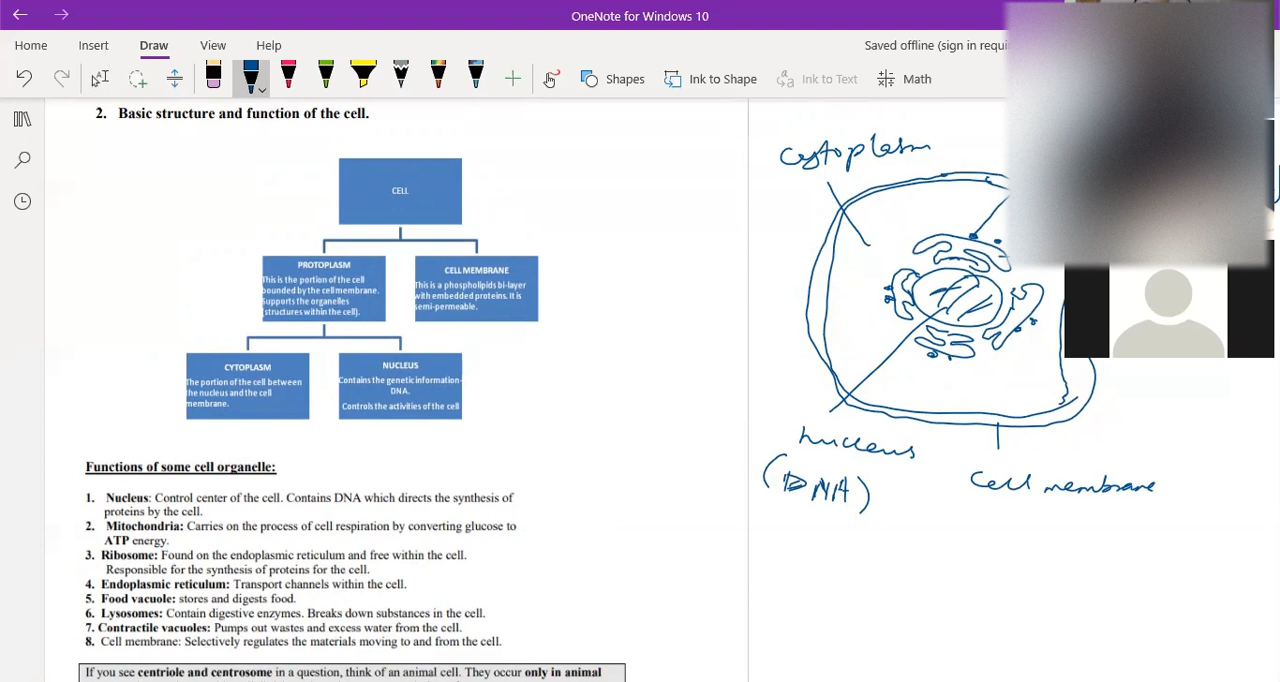 OneNote for Windows 10
Home Insert Draw View Help
Saved offline (sign in requi
Shapes Ink to Shape Ink to Text Math
2. Basic structure and function of the cell.
CELL
PROTOPLASM
This is the portion of the cell
bounded by the cell membrane.
Supports the organelles
(structures within the cell).
CELL MEMBRANE
This is a phospholipids bi-layer
with embedded proteins. It is
semi-permeable.
CYTOPLASM
The portion of the cell between
the nucleus and the cell
membrane.
NUCLEUS
Contains the genetic information-
DNA.
Controls the activities of the cell
Functions of some cell organelle:
1. Nucleus: Control center of the cell. Contains DNA which directs the synthesis of
proteins by the cell.
2. Mitochondria: Carries on the process of cell respiration by converting glucose to
ATP energy.
3. Ribosome: Found on the endoplasmic reticulum and free within the cell.
Responsible for the synthesis of proteins for the cell.
4. Endoplasmic reticulum: Transport channels within the cell.
5. Food vacuole: stores and digests food.
6. Lysosomes: Contain digestive enzymes. Breaks down substances in the cell.
7. Contractile vacuoles: Pumps out wastes and excess water from the cell.
8. Cell membrane: Selectively regulates the materials moving to and from the cell.
If you see centriole and centrosome in a question, think of an animal cell. They occur only in animal
cytoplasm
nucleus
(DNA)
Cell membrane